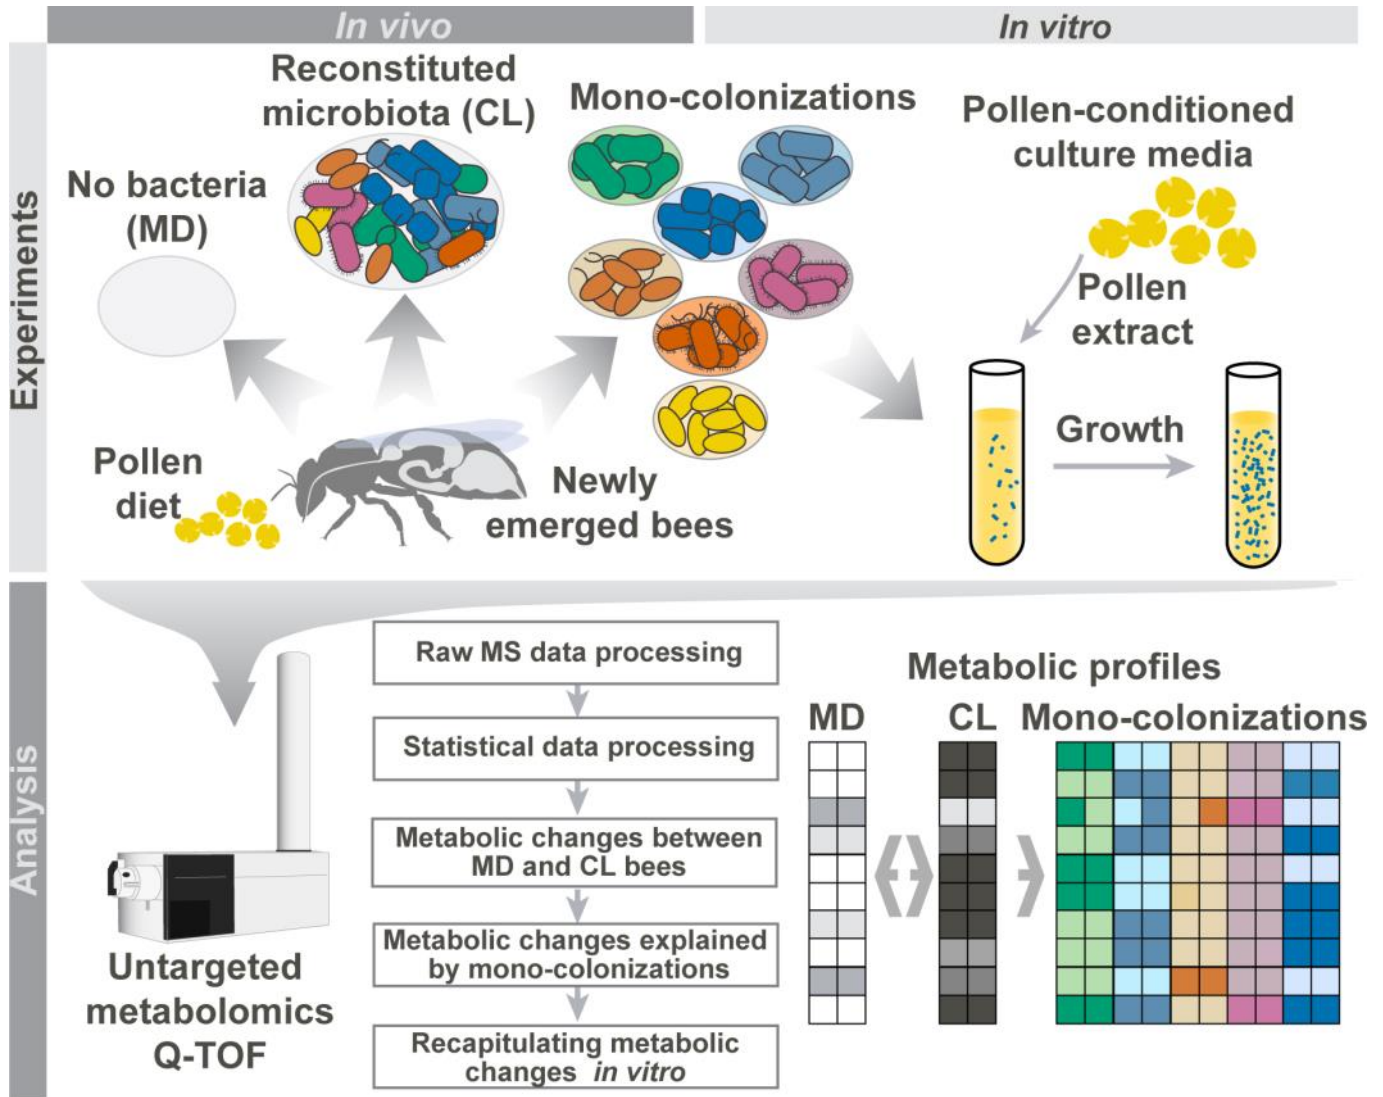 In vivo
In vitro
Experiments
Reconstituted
microbiota (CL)
No bacteria
(MD)
Mono-colonizations
Pollen-conditioned
culture media
Pollen
extract
Growth
Pollen
diet
Newly
emerged bees
Analysis
Untargeted
metabolomics
Q-TOF
Raw MS data processing
Statistical data processing
Metabolic changes between
MD and CL bees
Metabolic changes explained
by mono-colonizations
Recapitulating metabolic
changes in vitro
Metabolic profiles
MD
CL
Mono-colonizations